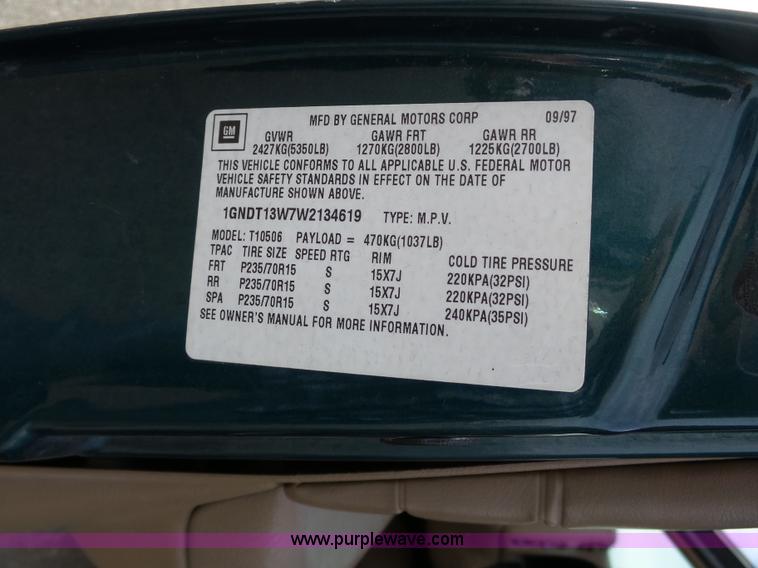 GM
MFD BY GENERAL MOTORS CORP 09/97
GVWR GAWR FRT GAWR RR
2427KG(5350LB) 1270KG(2800LB) 1225KG(2700LB)
THIS VEHICLE CONFORMS TO ALL APPLICABLE U.S. FEDERAL MOTOR
VEHICLE SAFETY STANDARDS IN EFFECT ON THE DATE OF
MANUFACTURE SHOWN ABOVE.
1GNDT13W7W2134619 TYPE: M.P.V.
MODEL: T10506 PAYLOAD = 470KG(1037LB)
TPAC TIRE SIZE SPEED RTG RIM COLD TIRE PRESSURE
FRT P235/70R15 S 15X7J 220KPA(32PSI)
RR P235/70R15 S 15X7J 220KPA(32PSI)
SPA P235/70R15 S 15X7J 240KPA(35PSI)
SEE OWNER'S MANUAL FOR MORE INFORMATION.
www.purplewave.com